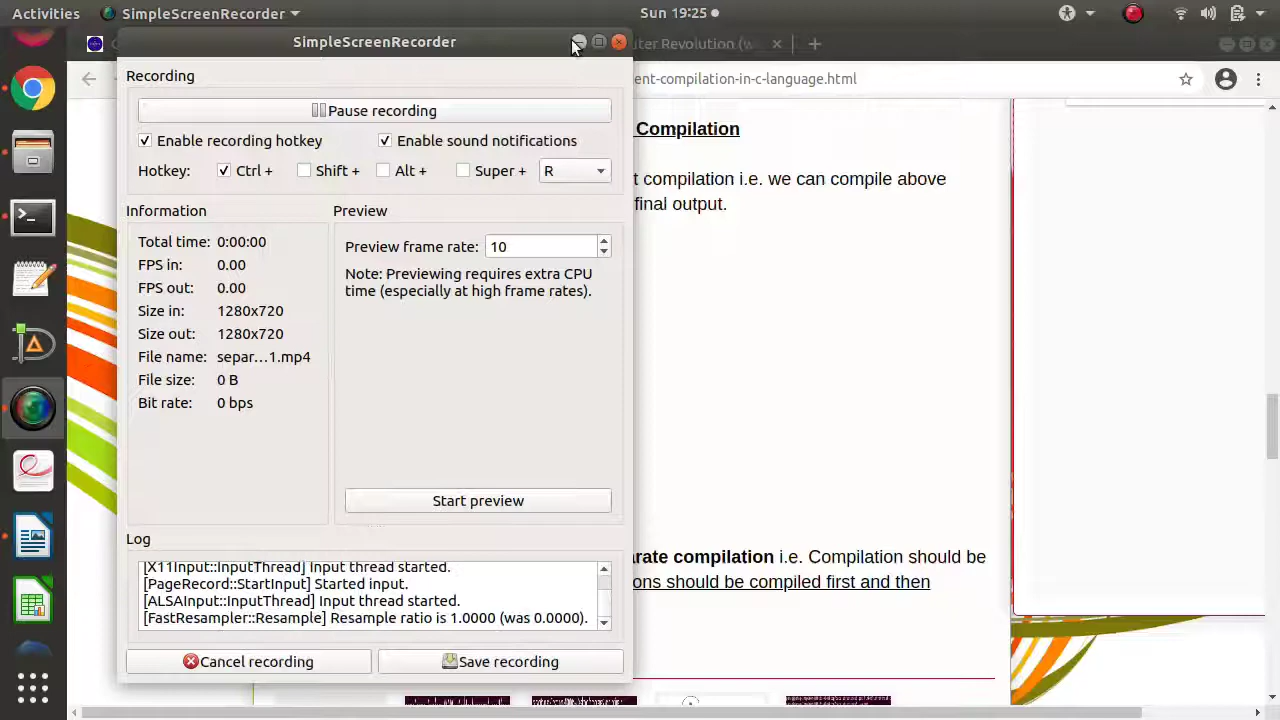 Activities
SimpleScreenRecorder
Sun 19:25
SimpleScreenRecorder
uter Revolution (w
ent-compilation-in-c-language.html
Recording
Pause recording
Enable recording hotkey
Enable sound notifications
Hotkey: Ctrl + Shift + Alt + Super + R
Information
Total time: 0:00:00
FPS in: 0.00
FPS out: 0.00
Size in: 1280x720
Size out: 1280x720
File name: separ...1.mp4
File size: 0 B
Bit rate: 0 bps
Preview
Preview frame rate: 10
Note: Previewing requires extra CPU
time (especially at high frame rates).
Start preview
Log
[X11Input::InputThread] Input thread started.
[PageRecord::StartInput] Started input.
[ALSAInput::InputThread] Input thread started.
[FastResampler::Resample] Resample ratio is 1.0000 (was 0.0000).
Cancel recording
Save recording
Compilation
t compilation i.e. we can compile above
final output.
rate compilation i.e. Compilation should be
ons should be compiled first and then